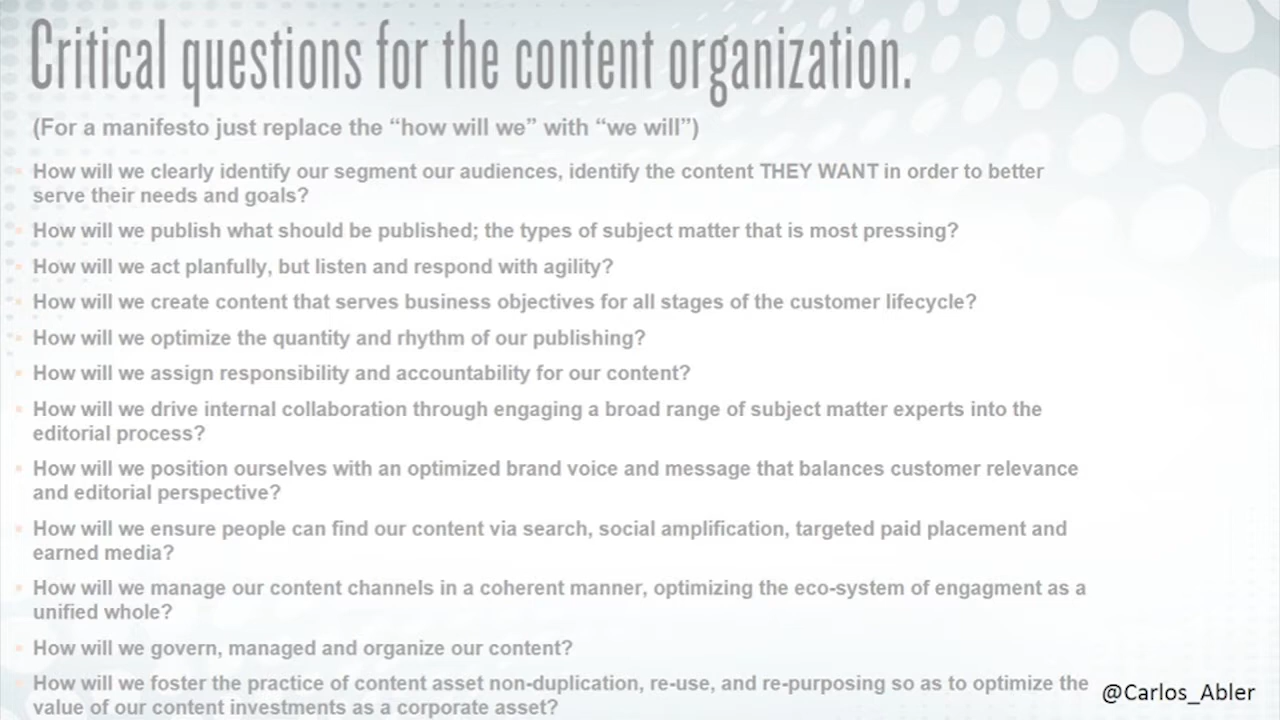 Critical questions for the content organization.
(For a manifesto just replace the “how will we” with “we will”)
How will we clearly identify our segment our audiences, identify the content THEY WANT in order to better
serve their needs and goals?
How will we publish what should be published; the types of subject matter that is most pressing?
How will we act planfully, but listen and respond with agility?
How will we create content that serves business objectives for all stages of the customer lifecycle?
How will we optimize the quantity and rhythm of our publishing?
How will we assign responsibility and accountability for our content?
How will we drive internal collaboration through engaging a broad range of subject matter experts into the
editorial process?
How will we position ourselves with an optimized brand voice and message that balances customer relevance
and editorial perspective?
How will we ensure people can find our content via search, social amplification, targeted paid placement and
earned media?
How will we manage our content channels in a coherent manner, optimizing the eco-system of engagment as a
unified whole?
How will we govern, managed and organize our content?
How will we foster the practice of content asset non-duplication, re-use, and re-purposing so as to optimize the
value of our content investments as a corporate asset?
@Carlos_Abler